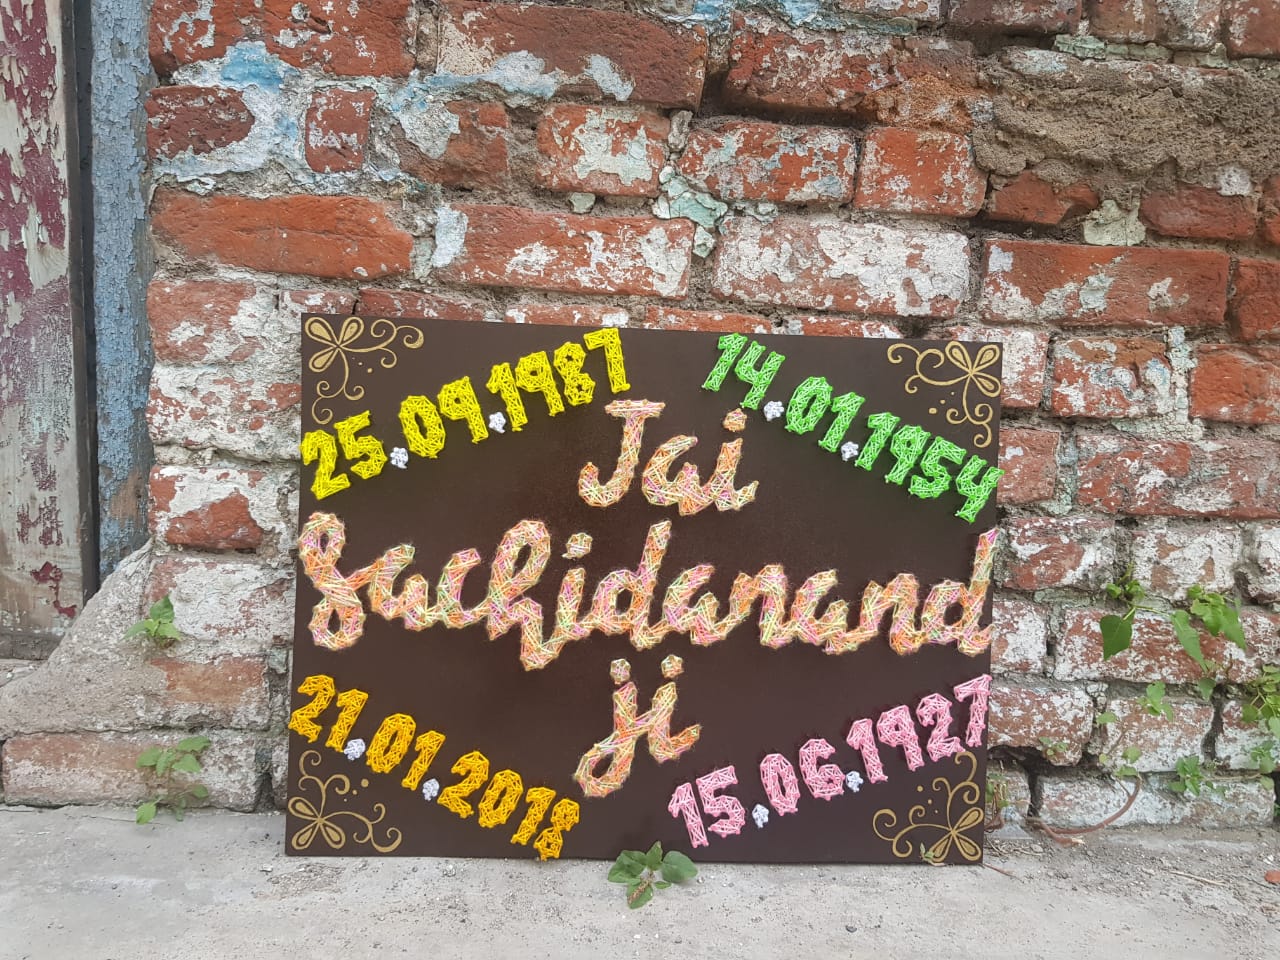 25.09.1987
14.01.1954
Jai
Sachidanand
ji
21.01.2018
15.06.1927